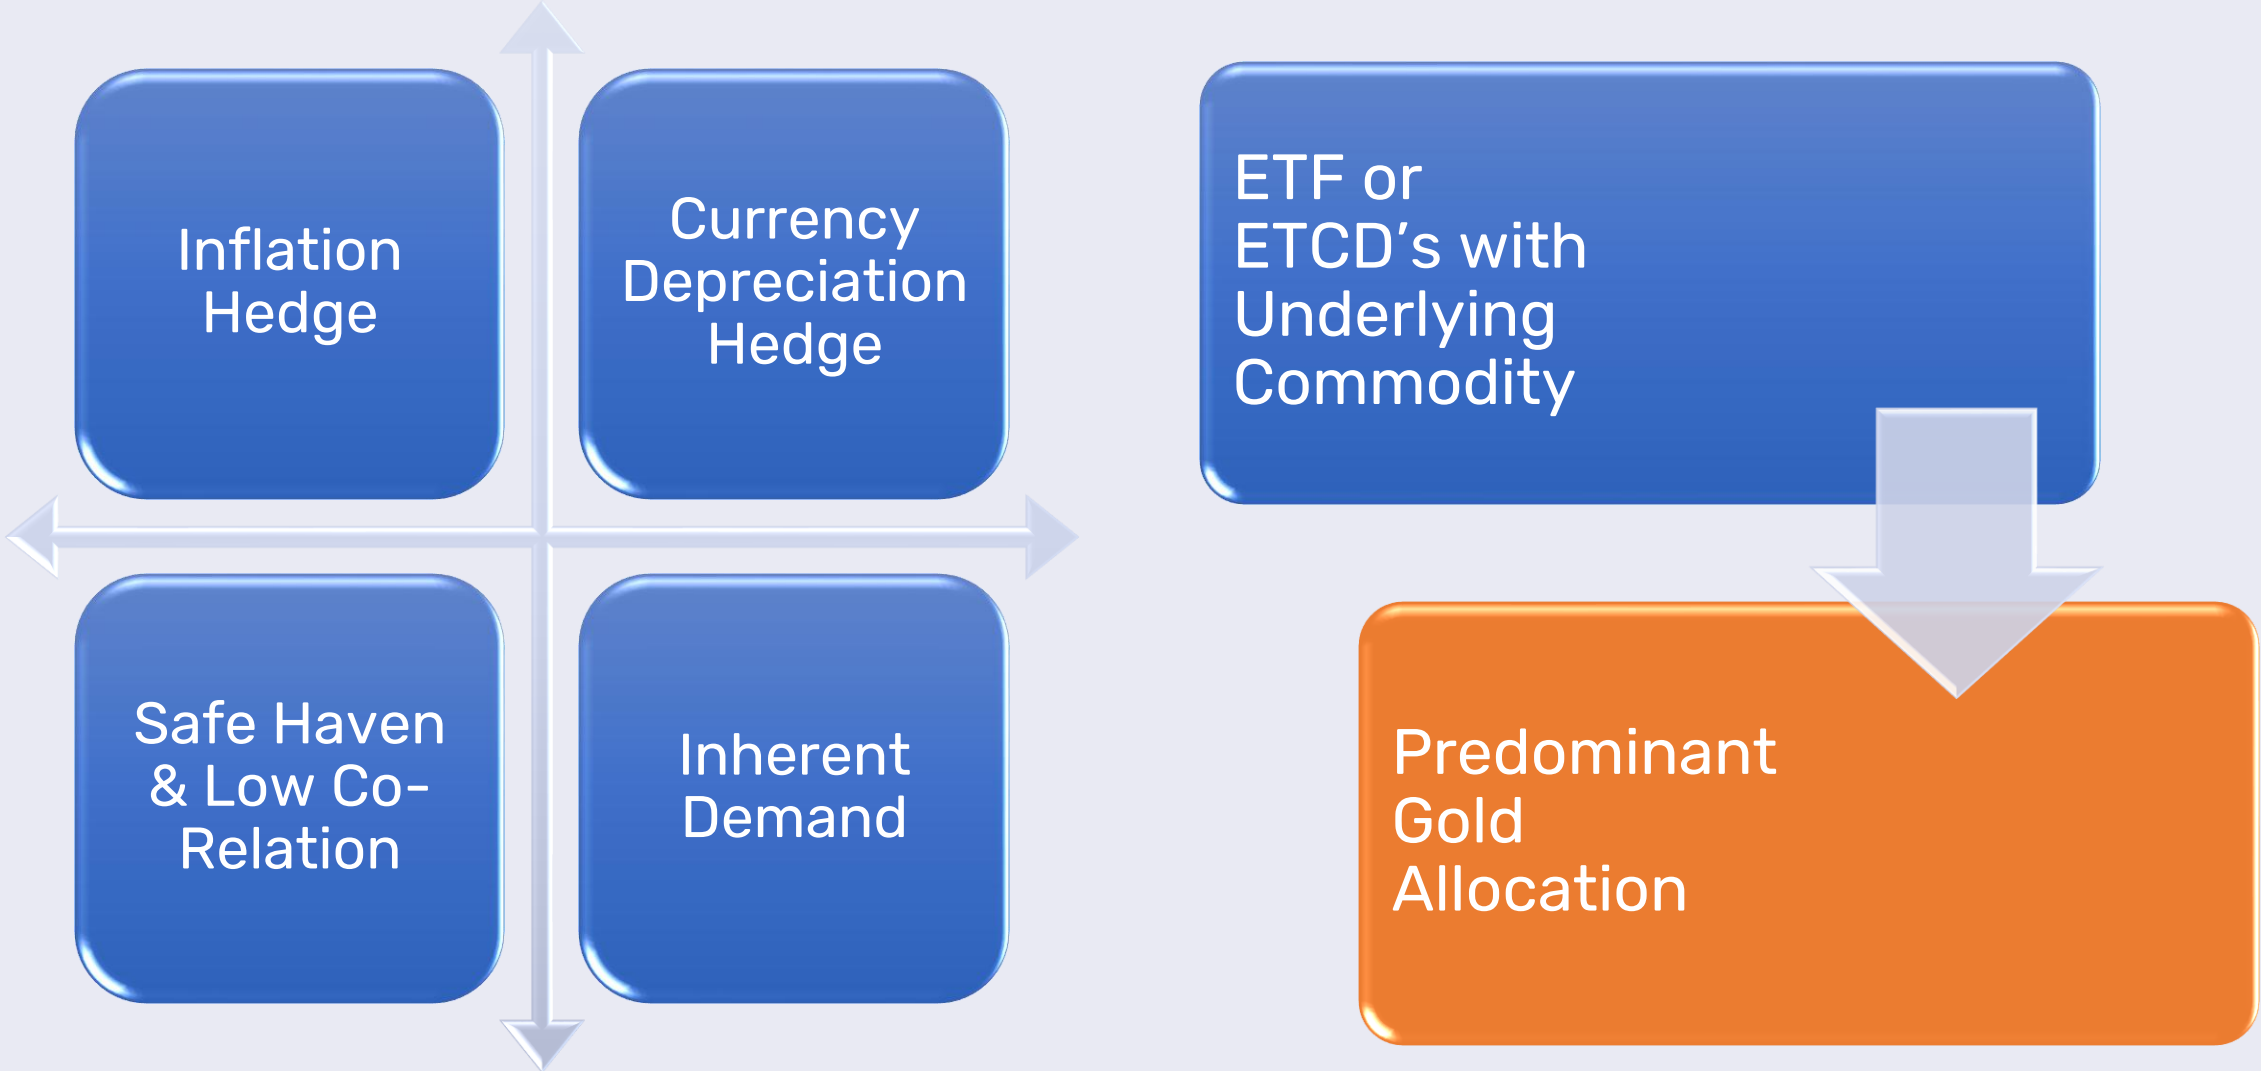 Inflation
Hedge
Currency
Depreciation
Hedge
Safe Haven
& Low Co-
Relation
Inherent
Demand
ETF or
ETCD’s with
Underlying
Commodity
Predominant
Gold
Allocation